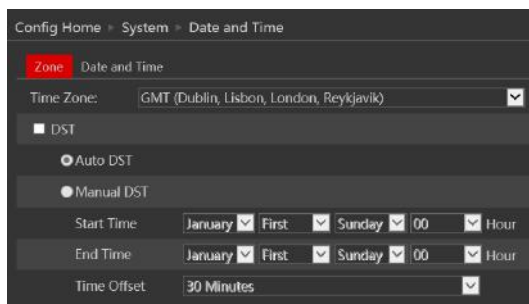 Config Home ▸ System ▸ Date and Time
Zone Date and Time
Time Zone: GMT (Dublin, Lisbon, London, Reykjavik)
DST
Auto DST
Manual DST
Start Time January First Sunday 00 Hour
End Time January First Sunday 00 Hour
Time Offset 30 Minutes